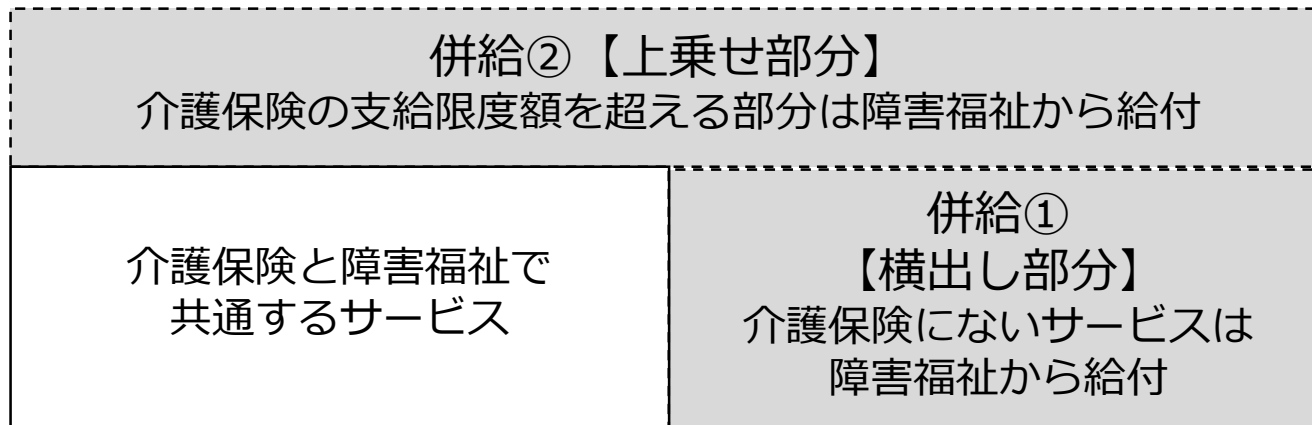 併給②【上乗せ部分】
介護保険の支給限度額を超える部分は障害福祉から給付
介護保険と障害福祉で
共通するサービス
併給①
【横出し部分】
介護保険にないサービスは
障害福祉から給付